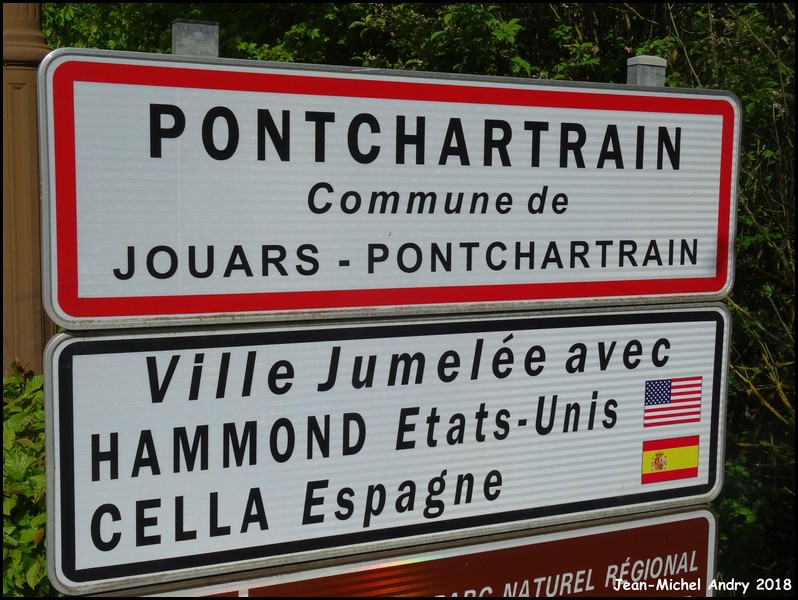 PONTCHARTRAIN
Commune de
JOUARS - PONTCHARTRAIN
Ville Jumelée avec
HAMMOND Etats-Unis
CELLA Espagne
PARC NATUREL RÉGIONAL
Jean-Michel Andry 2018